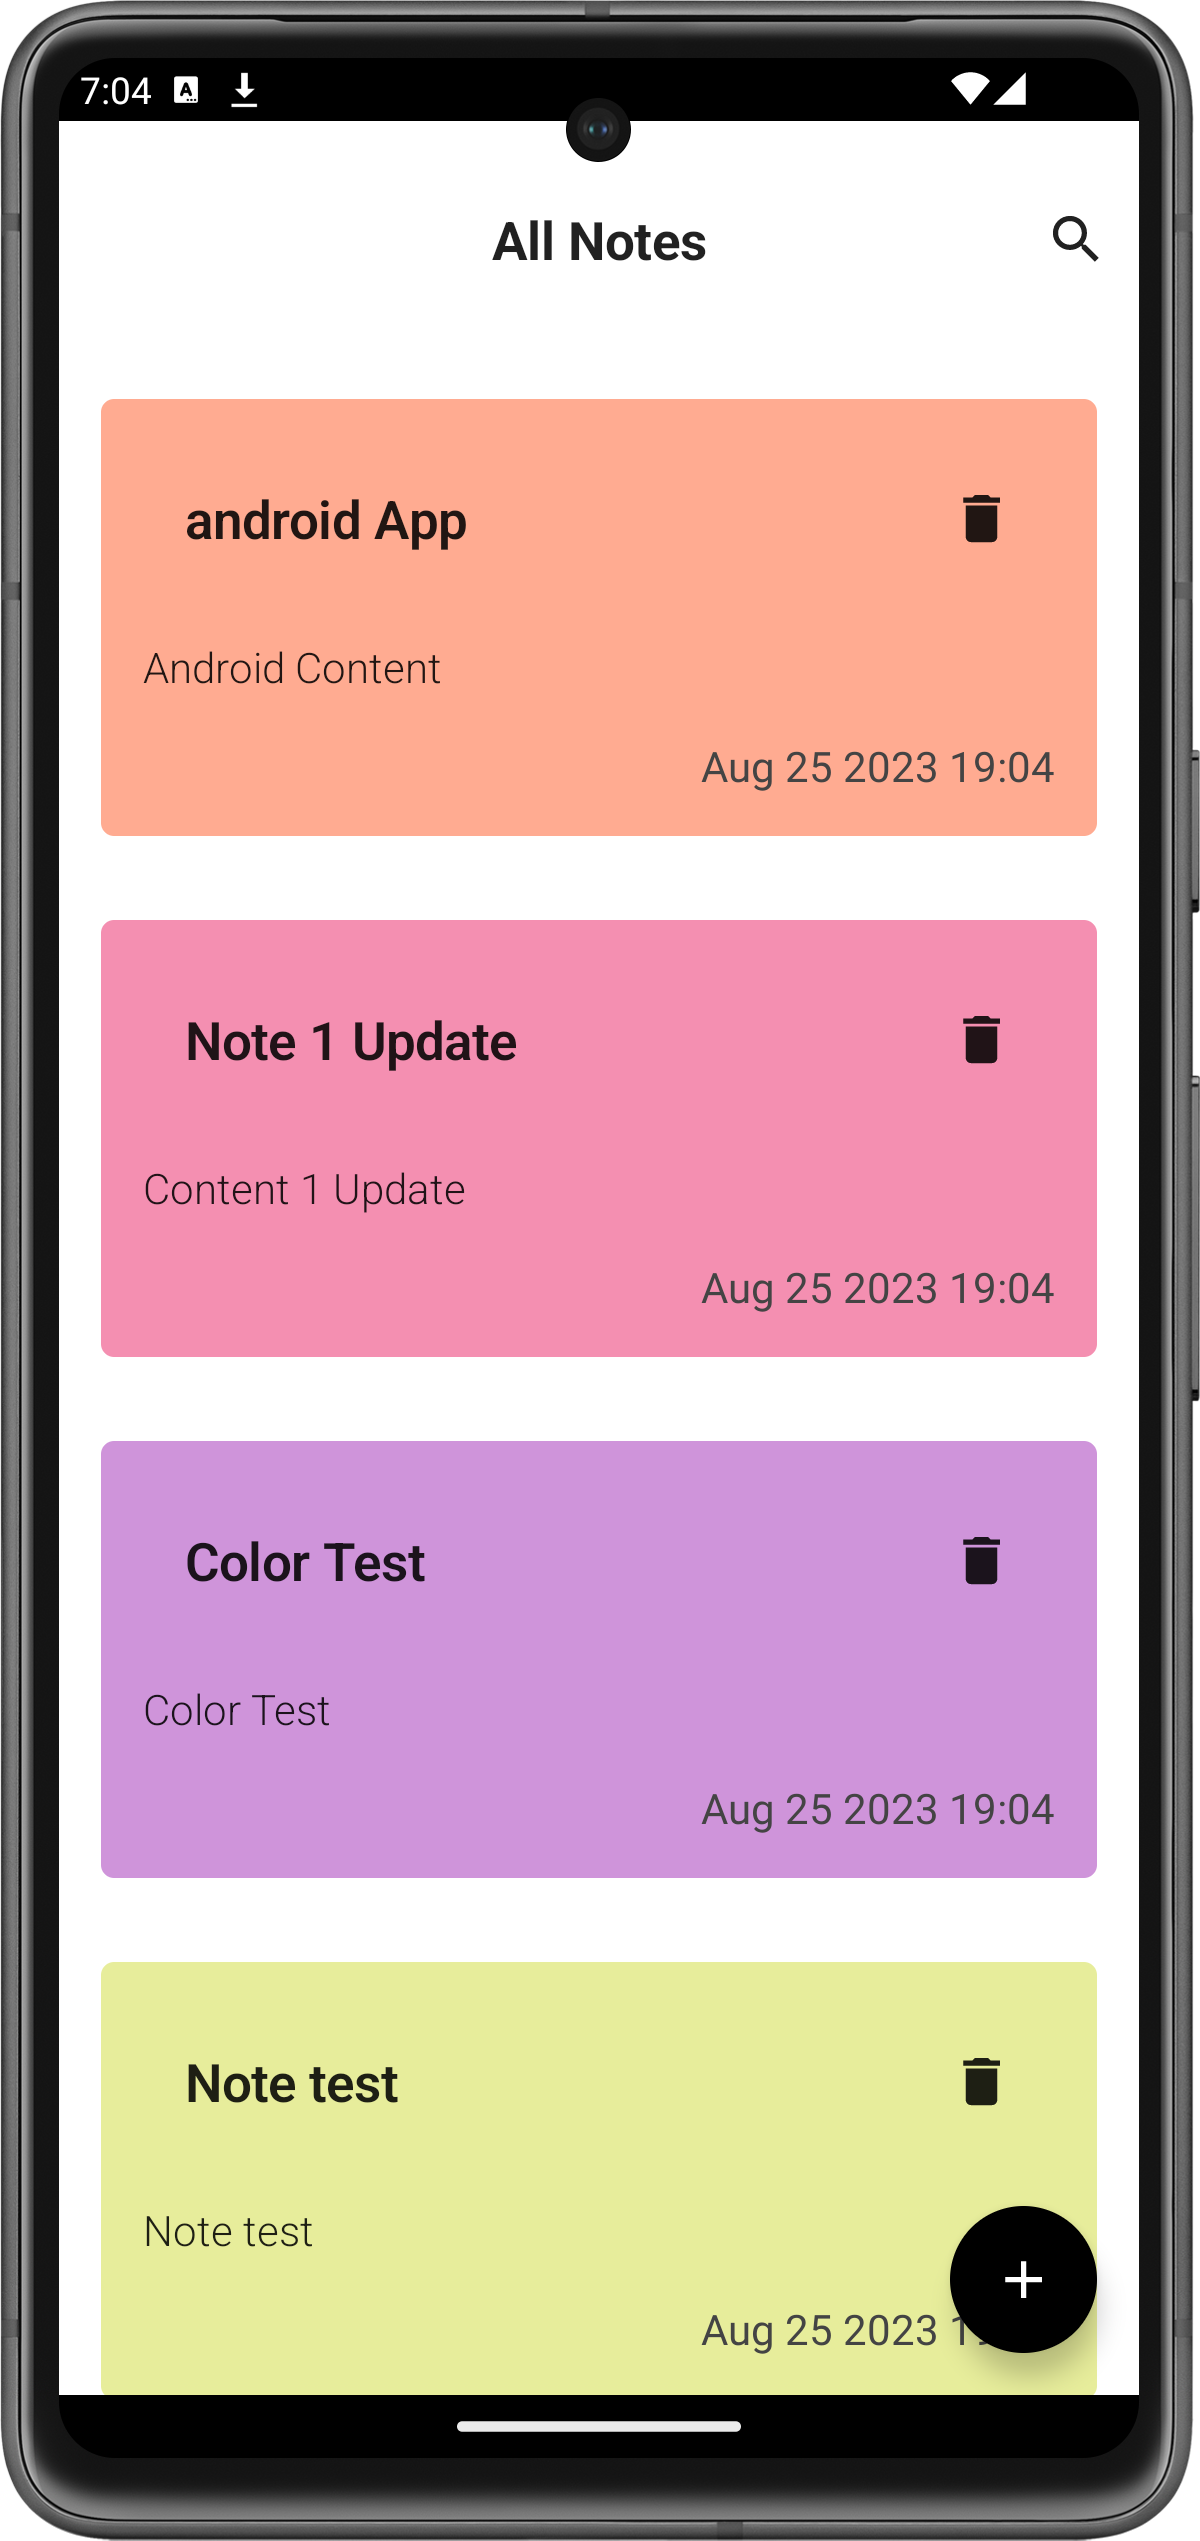 7:04
All Notes
android App
Android Content
Aug 25 2023 19:04
Note 1 Update
Content 1 Update
Aug 25 2023 19:04
Color Test
Color Test
Aug 25 2023 19:04
Note test
Note test
Aug 25 2023